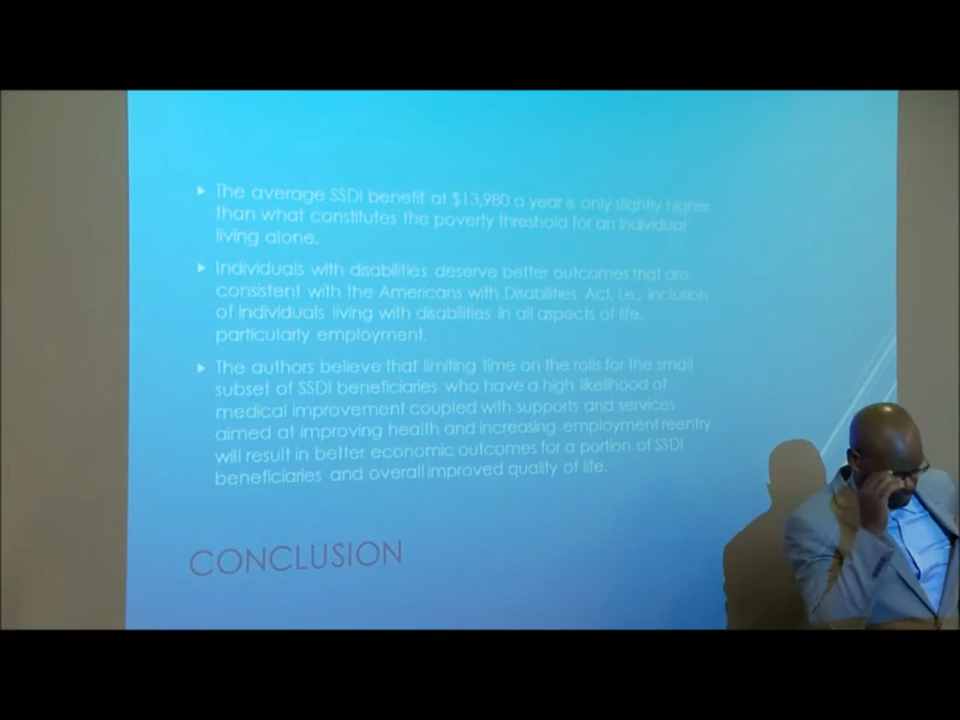 The average SSDI benefit at $13,980 a year is only slightly higher
than what constitutes the poverty threshold for an individual
living alone.
Individuals with disabilities deserve better outcomes that are
consistent with the Americans with Disabilities Act, i.e., inclusion
of individuals living with disabilities in all aspects of life,
particularly employment.
The authors believe that limiting time on the rolls for the small
subset of SSDI beneficiaries who have a high likelihood of
medical improvement coupled with supports and services
aimed at improving health and increasing employment reentry
will result in better economic outcomes for a portion of SSDI
beneficiaries and overall improved quality of life.
CONCLUSION